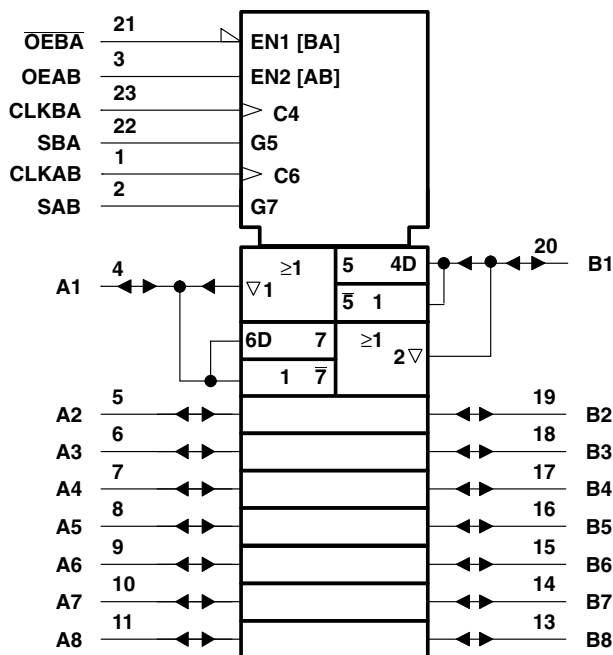 O̅E̅B̅A̅ 21 EN1 [BA]
OEAB 3 EN2 [AB]
CLKBA 23 C4
SBA 22 G5
CLKAB 1 C6
SAB 2 G7
A1 4 ▽1 ≥1 5 4D 20 B1
5̅ 1
6D 7 ≥1 2▽
1 7̅
A2 5 19 B2
A3 6 18 B3
A4 7 17 B4
A5 8 16 B5
A6 9 15 B6
A7 10 14 B7
A8 11 13 B8